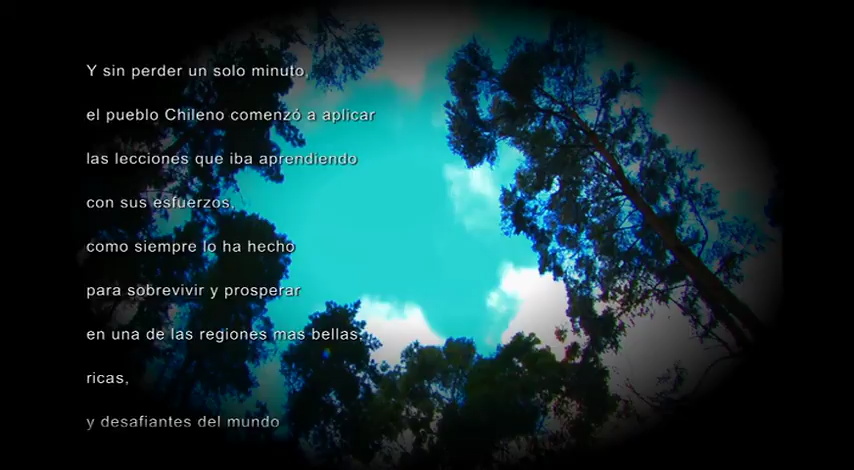 Y sin perder un solo minuto,
el pueblo Chileno comenzó a aplicar
las lecciones que iba aprendiendo
con sus esfuerzos,
como siempre lo ha hecho
para sobrevivir y prosperar
en una de las regiones mas bellas,
ricas,
y desafiantes del mundo